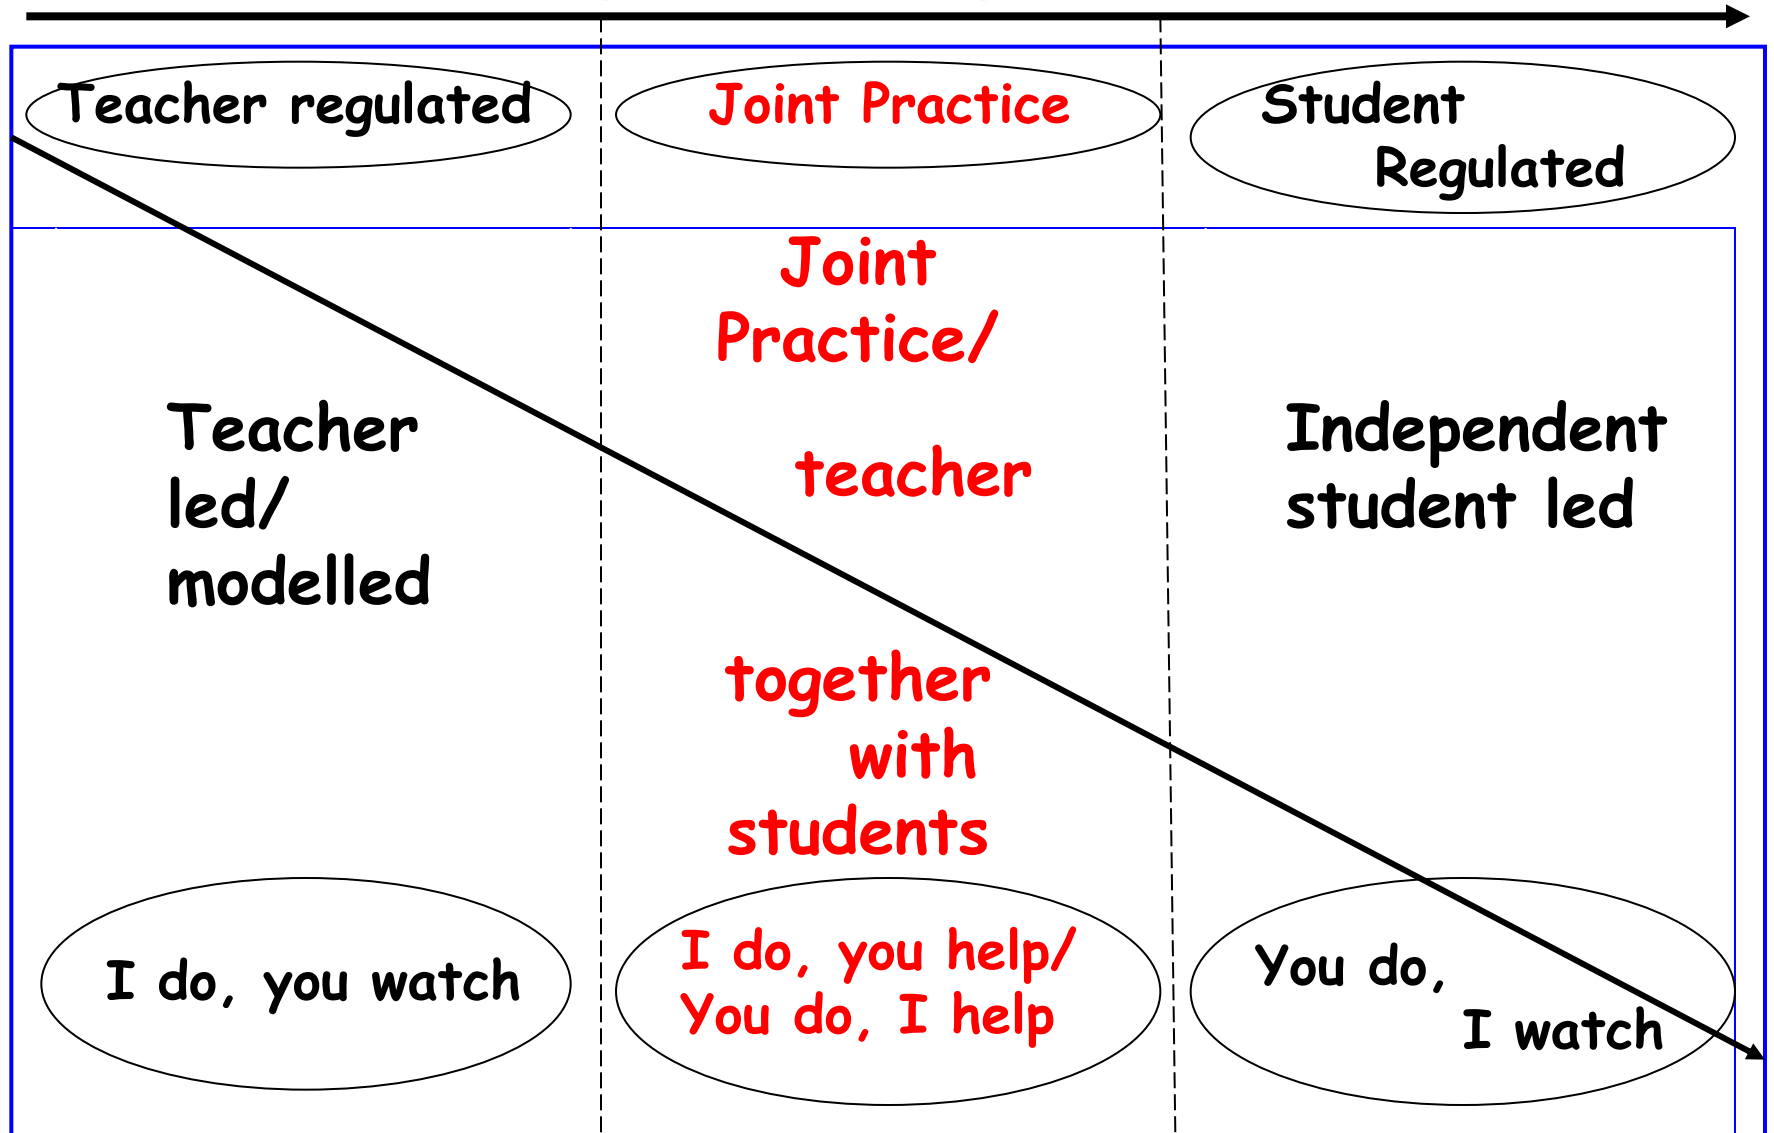 Teacher regulated
Joint Practice
Student
Regulated
Teacher
led/
modelled
Joint
Practice/
teacher
together
with
students
Independent
student led
I do, you watch
I do, you help/
You do, I help
You do,
I watch